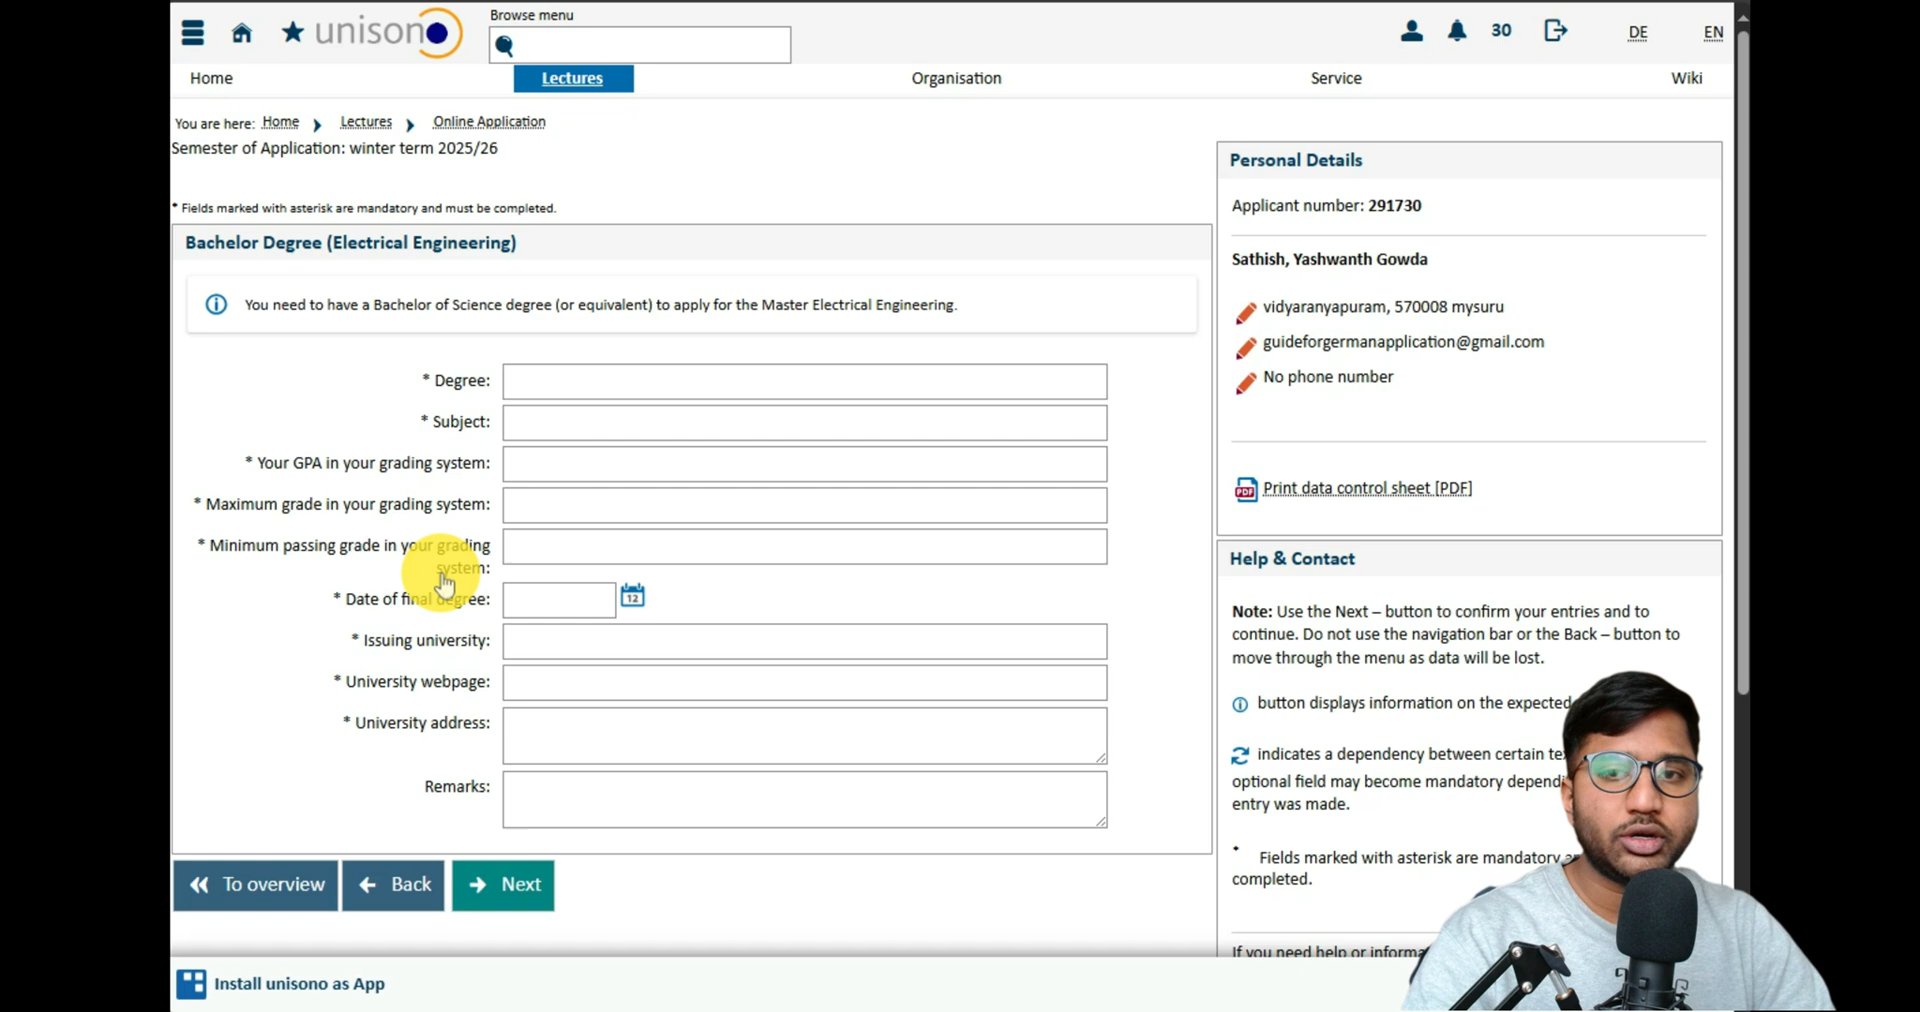 unisono
Browse menu
30
DE
EN
Home
Lectures
Organisation
Service
Wiki
You are here: Home
Lectures
Online Application
Semester of Application: winter term 2025/26
* Fields marked with asterisk are mandatory and must be completed.
Bachelor Degree (Electrical Engineering)
You need to have a Bachelor of Science degree (or equivalent) to apply for the Master Electrical Engineering.
* Degree:
* Subject:
* Your GPA in your grading system:
* Maximum grade in your grading system:
* Minimum passing grade in your grading
system:
* Date of final degree:
12
* Issuing university:
* University webpage:
* University address:
Remarks:
To overview
Back
Next
Install unisono as App
Personal Details
Applicant number: 291730
Sathish, Yashwanth Gowda
vidyaranyapuram, 570008 mysuru
guideforgermanapplication@gmail.com
No phone number
PDF
Print data control sheet [PDF]
Help & Contact
Note: Use the Next – button to confirm your entries and to
continue. Do not use the navigation bar or the Back – button to
move through the menu as data will be lost.
button displays information on the expected
indicates a dependency between certain
optional field may become mandatory
entry was made.
* Fields marked with asterisk are mandatory
completed.
If you need help or